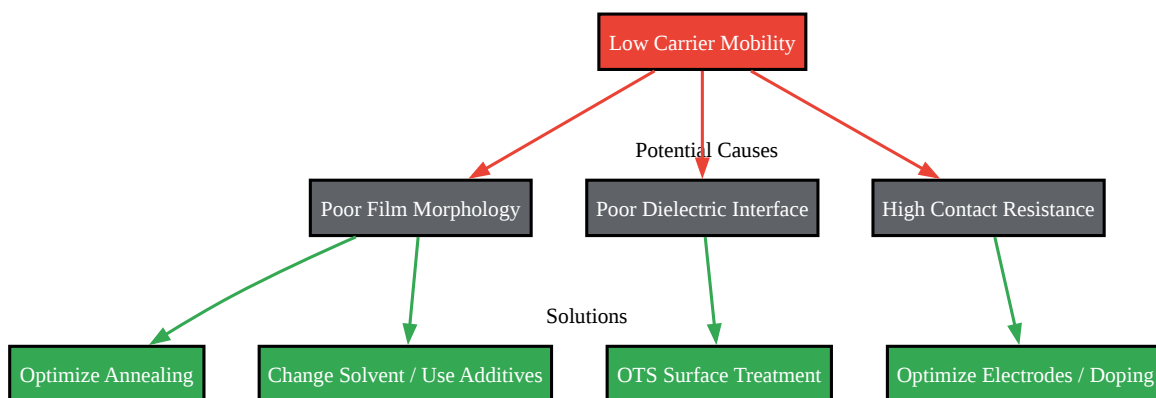 Low Carrier Mobility
Potential Causes
Poor Film Morphology
Poor Dielectric Interface
High Contact Resistance
Solutions
Optimize Annealing
Change Solvent / Use Additives
OTS Surface Treatment
Optimize Electrodes / Doping